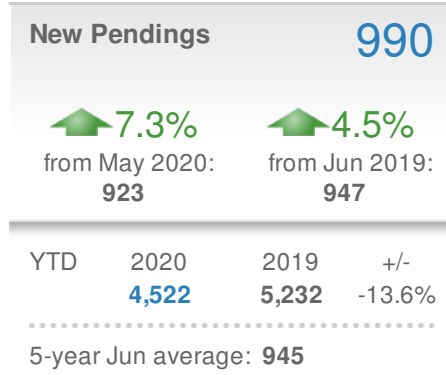 New Pendings 990
7.3% 4.5%
from May 2020: from Jun 2019:
923 947
YTD 2020 2019 +/-
4,522 5,232 -13.6%
5-year Jun average: 945